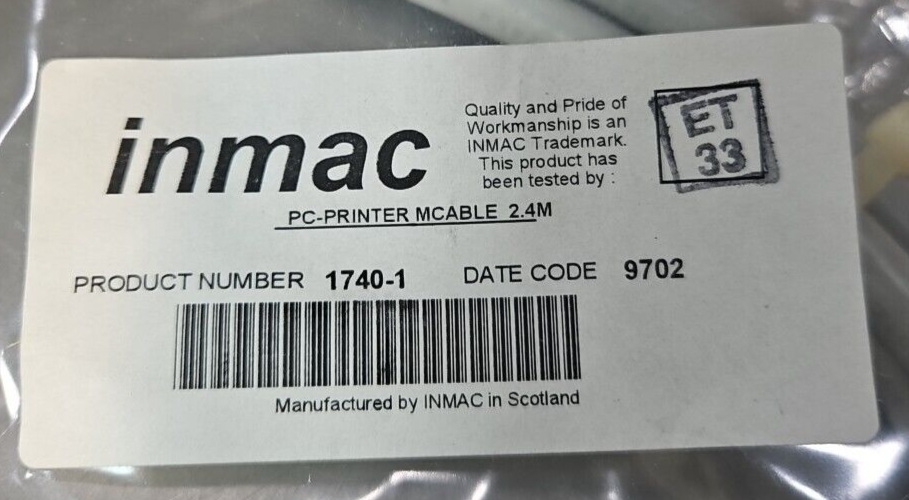 inmac
Quality and Pride of
Workmanship is an
INMAC Trademark.
This product has
been tested by :
ET
33
PC-PRINTER MCABLE 2.4M
PRODUCT NUMBER 1740-1 DATE CODE 9702
Manufactured by INMAC in Scotland